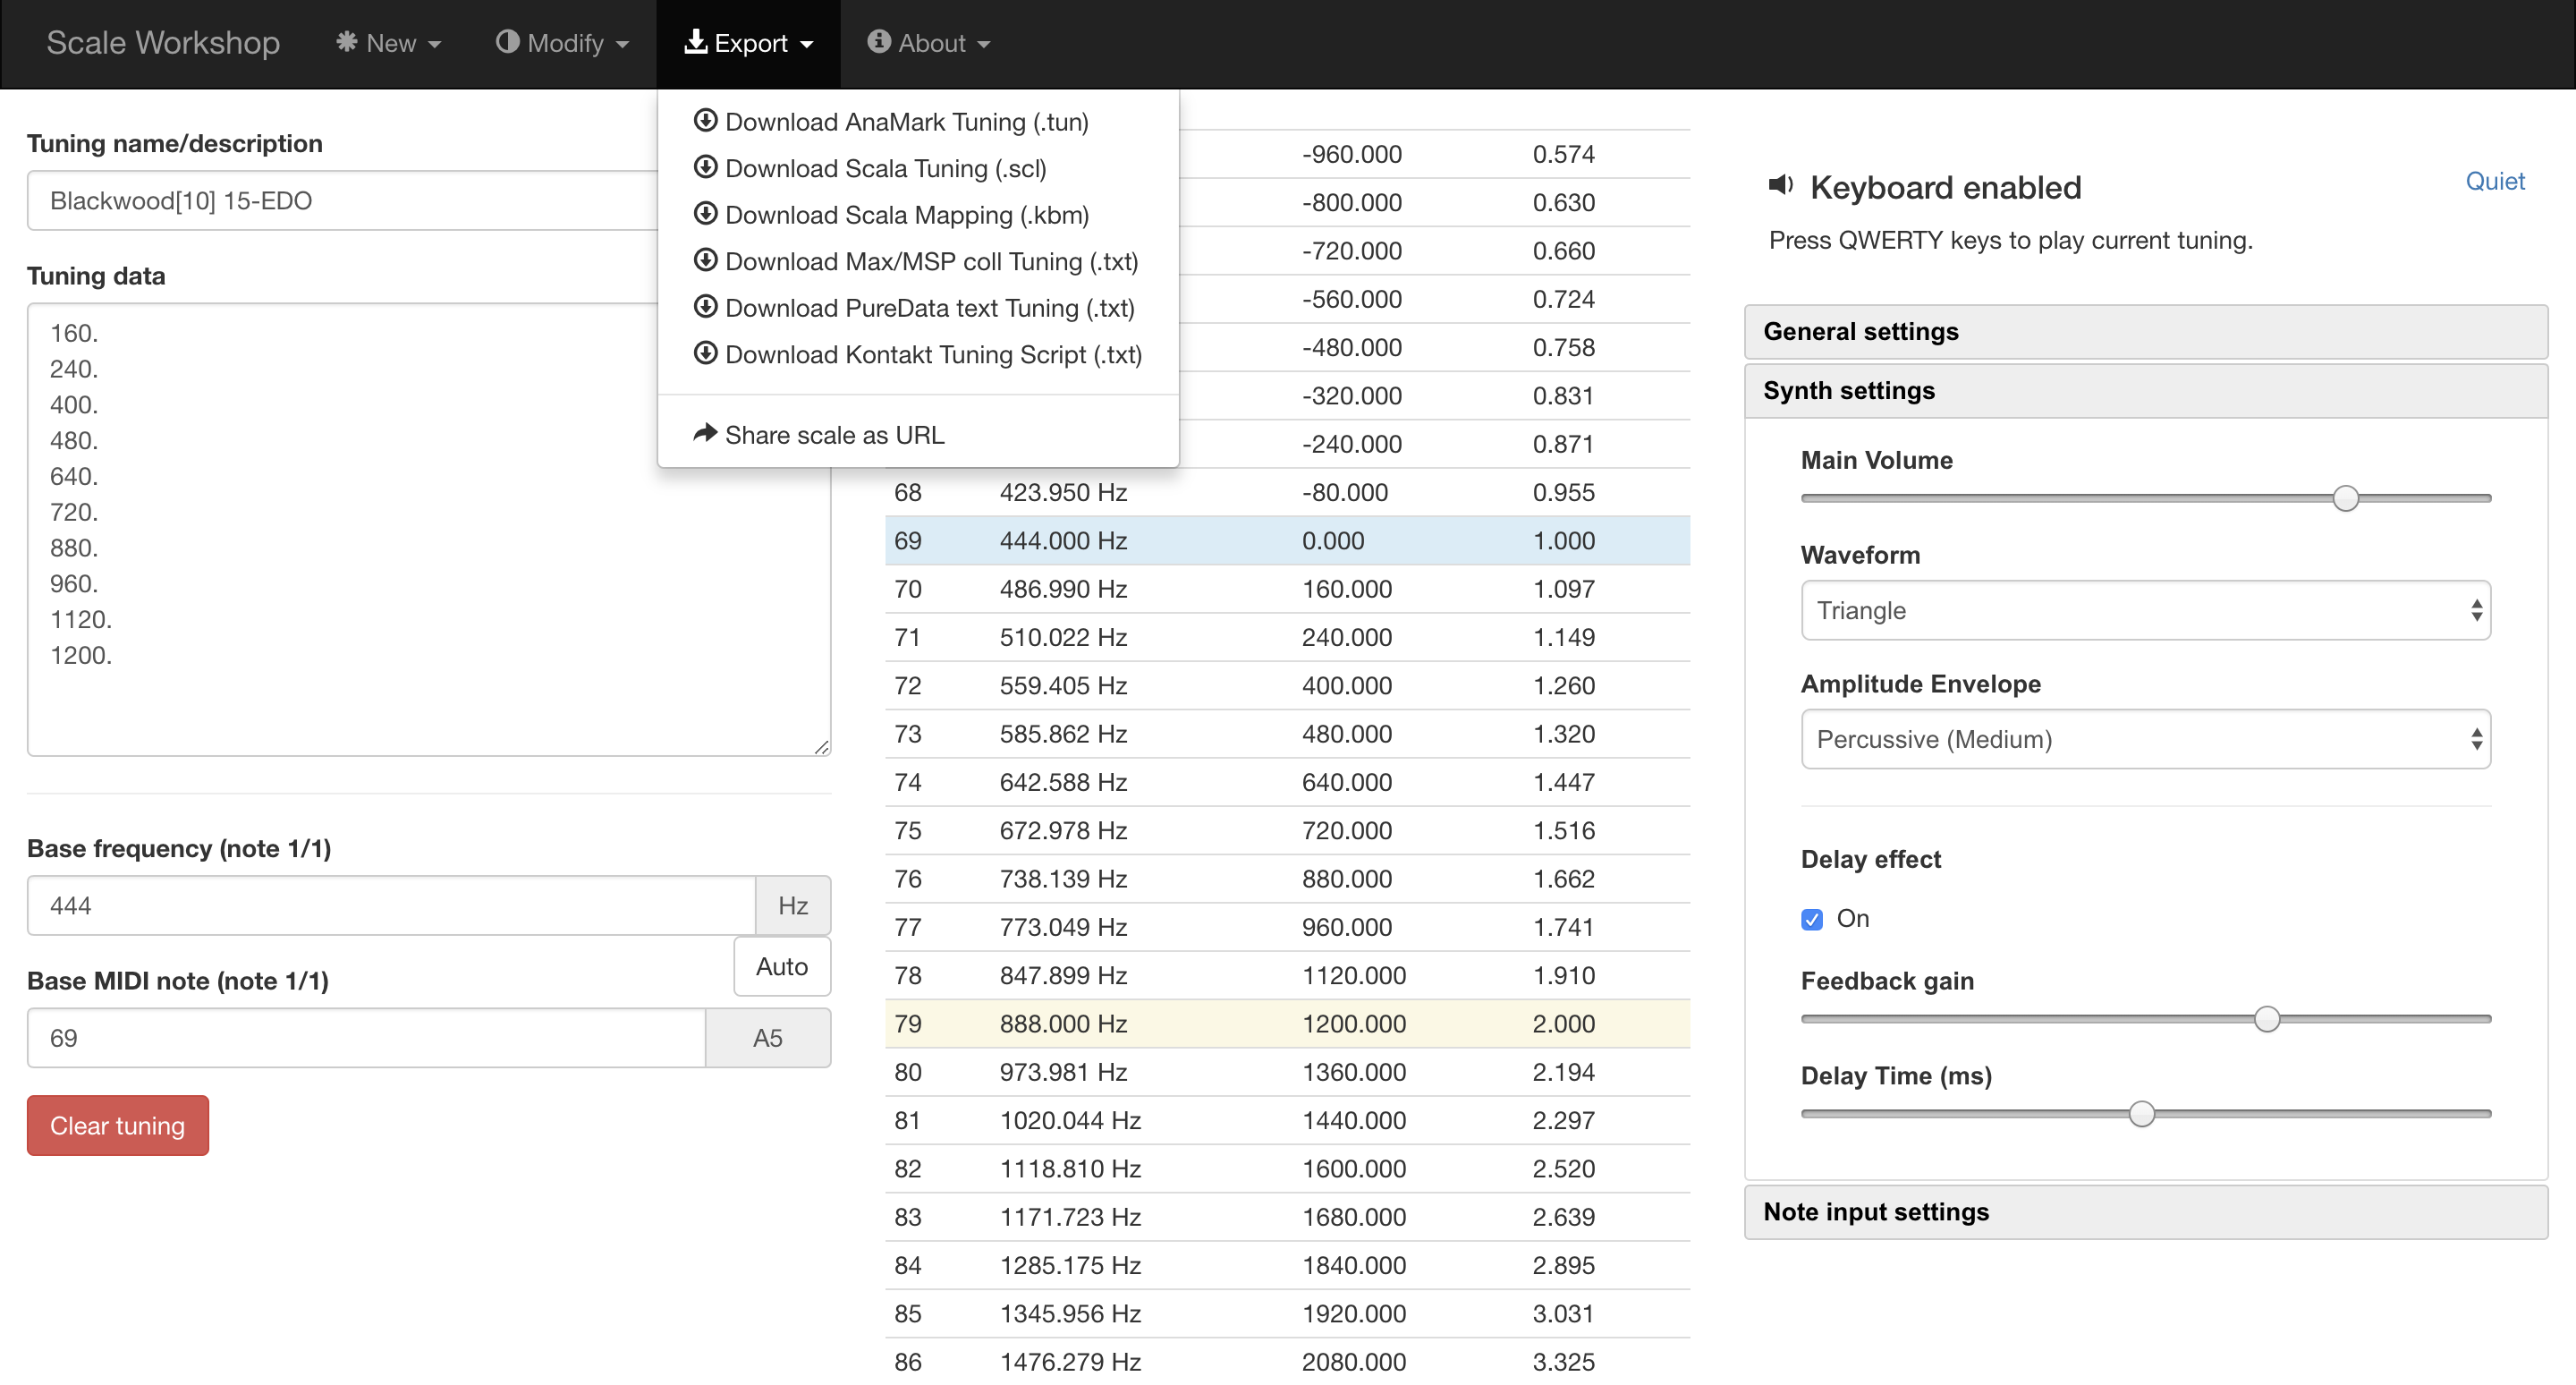 Scale Workshop New Modify Export About
Download AnaMark Tuning (.tun)
Download Scala Tuning (.scl)
Download Scala Mapping (.kbm)
Download Max/MSP coll Tuning (.txt)
Download PureData text Tuning (.txt)
Download Kontakt Tuning Script (.txt)
Share scale as URL
Tuning name/description
Blackwood[10] 15-EDO
Tuning data
160.
240.
400.
480.
640.
720.
880.
960.
1120.
1200.
Base frequency (note 1/1)
444 Hz
Auto
Base MIDI note (note 1/1)
69 A5
Clear tuning
-960.000 0.574
-800.000 0.630
-720.000 0.660
-560.000 0.724
-480.000 0.758
-320.000 0.831
-240.000 0.871
68 423.950 Hz -80.000 0.955
69 444.000 Hz 0.000 1.000
70 486.990 Hz 160.000 1.097
71 510.022 Hz 240.000 1.149
72 559.405 Hz 400.000 1.260
73 585.862 Hz 480.000 1.320
74 642.588 Hz 640.000 1.447
75 672.978 Hz 720.000 1.516
76 738.139 Hz 880.000 1.662
77 773.049 Hz 960.000 1.741
78 847.899 Hz 1120.000 1.910
79 888.000 Hz 1200.000 2.000
80 973.981 Hz 1360.000 2.194
81 1020.044 Hz 1440.000 2.297
82 1118.810 Hz 1600.000 2.520
83 1171.723 Hz 1680.000 2.639
84 1285.175 Hz 1840.000 2.895
85 1345.956 Hz 1920.000 3.031
86 1476.279 Hz 2080.000 3.325
Keyboard enabled Quiet
Press QWERTY keys to play current tuning.
General settings
Synth settings
Main Volume
Waveform
Triangle
Amplitude Envelope
Percussive (Medium)
Delay effect
On
Feedback gain
Delay Time (ms)
Note input settings